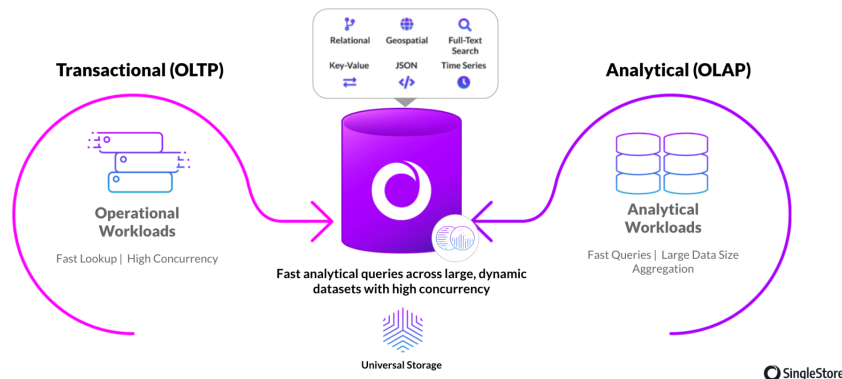 Relational Geospatial Full-Text Search
Key-Value JSON Time Series
Transactional (OLTP)
Operational
Workloads
Fast Lookup | High Concurrency
Analytical (OLAP)
Analytical
Workloads
Fast Queries | Large Data Size
Aggregation
Fast analytical queries across large, dynamic
datasets with high concurrency
Universal Storage
SingleStore